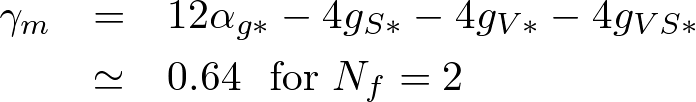 γ_m = 12α_{g*} − 4g_{S*} − 4g_{V*} − 4g_{VS*}
≃ 0.64 for N_f = 2